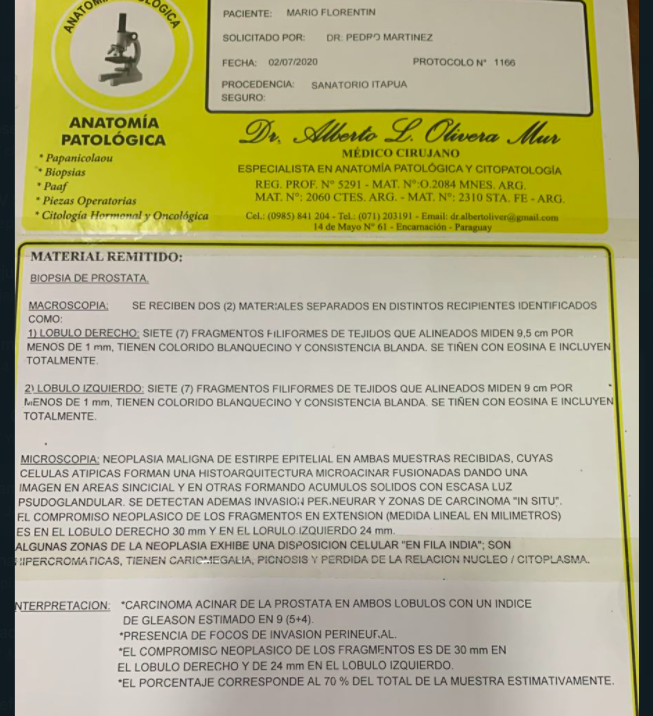 ANATOMÍA PATOLÓGICA
PACIENTE: MARIO FLORENTIN
SOLICITADO POR: DR. PEDRO MARTINEZ
FECHA: 02/07/2020 PROTOCOLO N° 1166
PROCEDENCIA: SANATORIO ITAPUA
SEGURO:
ANATOMÍA
PATOLÓGICA
* Papanicolaou
* Biopsias
* Paaf
* Piezas Operatorias
* Citología Hormonal y Oncológica
Dr. Alberto L. Olivera Mur
MÉDICO CIRUJANO
ESPECIALISTA EN ANATOMÍA PATOLÓGICA Y CITOPATOLOGÍA
REG. PROF. N° 5291 - MAT. N°:O.2084 MNES. ARG.
MAT. N°: 2060 CTES. ARG. - MAT. N°: 2310 STA. FE - ARG.
Cel.: (0985) 841 204 - Tel.: (071) 203191 - Email: dr.albertoliver@gmail.com
14 de Mayo N° 61 - Encarnación - Paraguay
MATERIAL REMITIDO:
BIOPSIA DE PROSTATA.
MACROSCOPIA: SE RECIBEN DOS (2) MATERIALES SEPARADOS EN DISTINTOS RECIPIENTES IDENTIFICADOS
COMO:
1) LOBULO DERECHO: SIETE (7) FRAGMENTOS FILIFORMES DE TEJIDOS QUE ALINEADOS MIDEN 9,5 cm POR
MENOS DE 1 mm, TIENEN COLORIDO BLANQUECINO Y CONSISTENCIA BLANDA. SE TIÑEN CON EOSINA E INCLUYEN
TOTALMENTE.
2) LOBULO IZQUIERDO: SIETE (7) FRAGMENTOS FILIFORMES DE TEJIDOS QUE ALINEADOS MIDEN 9 cm POR
MENOS DE 1 mm, TIENEN COLORIDO BLANQUECINO Y CONSISTENCIA BLANDA. SE TIÑEN CON EOSINA E INCLUYEN
TOTALMENTE.
MICROSCOPIA: NEOPLASIA MALIGNA DE ESTIRPE EPITELIAL EN AMBAS MUESTRAS RECIBIDAS, CUYAS
CELULAS ATIPICAS FORMAN UNA HISTOARQUITECTURA MICROACINAR FUSIONADAS DANDO UNA
IMAGEN EN AREAS SINCICIAL Y EN OTRAS FORMANDO ACUMULOS SOLIDOS CON ESCASA LUZ
PSUDOGLANDULAR. SE DETECTAN ADEMAS INVASION PERINEURAR Y ZONAS DE CARCINOMA "IN SITU".
EL COMPROMISO NEOPLASICO DE LOS FRAGMENTOS EN EXTENSION (MEDIDA LINEAL EN MILIMETROS)
ES EN EL LOBULO DERECHO 30 mm Y EN EL LOBULO IZQUIERDO 24 mm.
ALGUNAS ZONAS DE LA NEOPLASIA EXHIBE UNA DISPOSICION CELULAR "EN FILA INDIA"; SON
HIPERCROMATICAS, TIENEN CARIOMEGALIA, PICNOSIS Y PERDIDA DE LA RELACION NUCLEO / CITOPLASMA.
NTERPRETACION: *CARCINOMA ACINAR DE LA PROSTATA EN AMBOS LOBULOS CON UN INDICE
DE GLEASON ESTIMADO EN 9 (5+4).
*PRESENCIA DE FOCOS DE INVASION PERINEURAL.
*EL COMPROMISO NEOPLASICO DE LOS FRAGMENTOS ES DE 30 mm EN
EL LOBULO DERECHO Y DE 24 mm EN EL LOBULO IZQUIERDO.
*EL PORCENTAJE CORRESPONDE AL 70 % DEL TOTAL DE LA MUESTRA ESTIMATIVAMENTE.